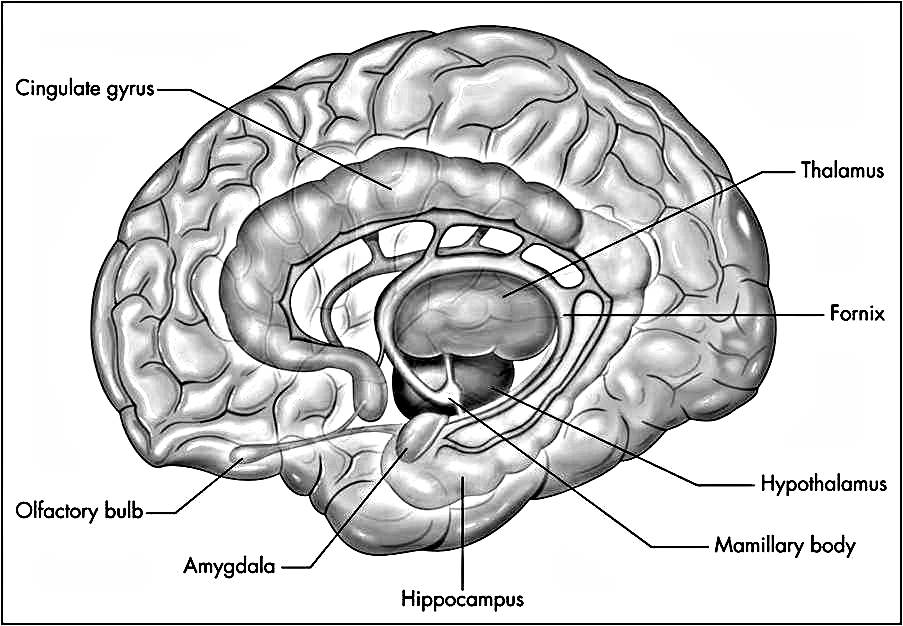 Cingulate gyrus
Thalamus
Fornix
Hypothalamus
Olfactory bulb
Mamillary body
Amygdala
Hippocampus